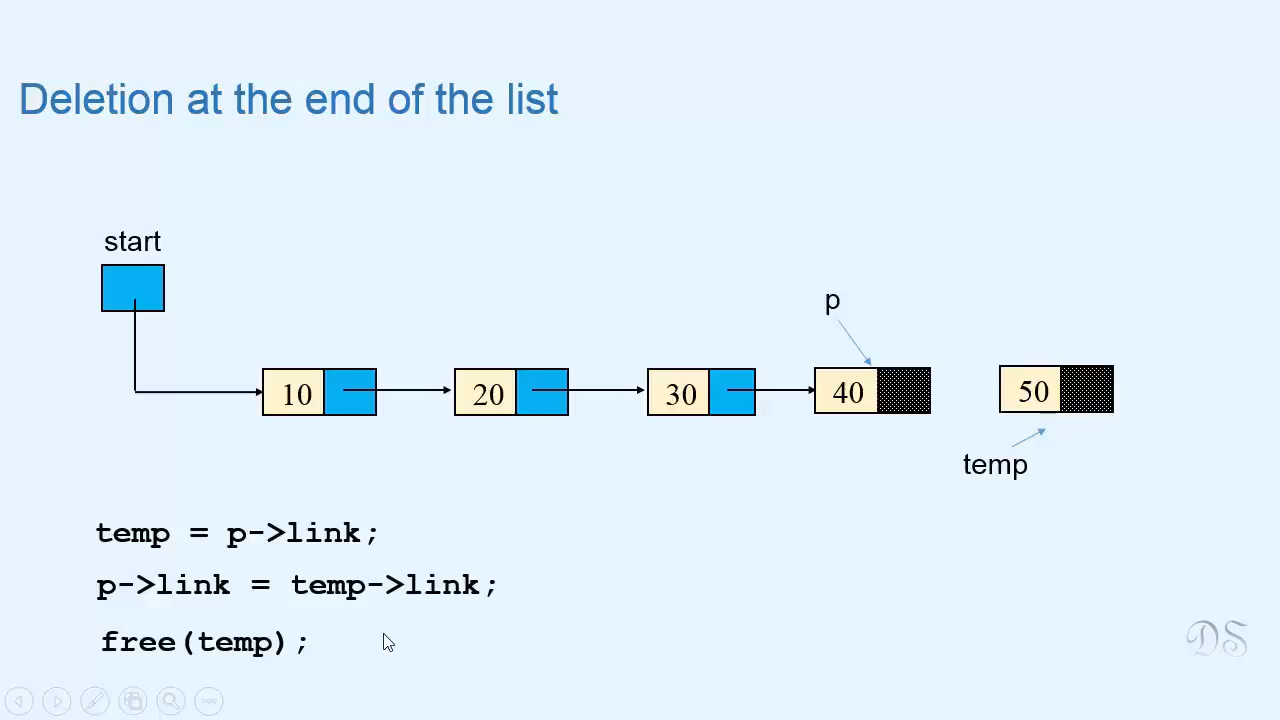 Deletion at the end of the list
start
p
10 20 30 40 50
temp
temp = p->link;
p->link = temp->link;
free(temp);
DS